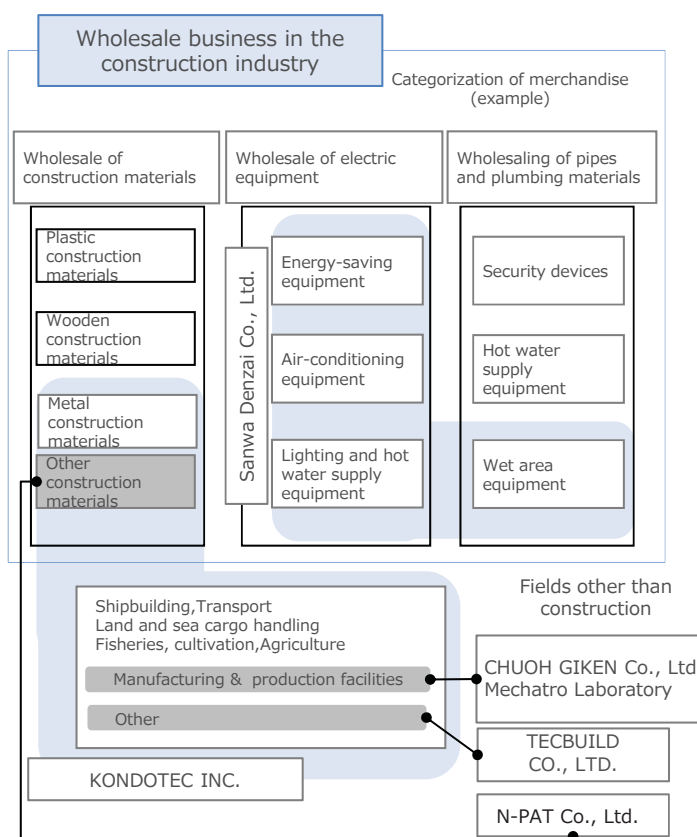 Wholesale business in the
construction industry
Categorization of merchandise
(example)
Wholesale of
construction materials
Wholesale of electric
equipment
Wholesaling of pipes
and plumbing materials
Plastic
construction
materials
Wooden
construction
materials
Metal
construction
materials
Other
construction
materials
Sanwa Denzai Co., Ltd.
Energy-saving
equipment
Air-conditioning
equipment
Lighting and hot
water supply
equipment
Security devices
Hot water
supply
equipment
Wet area
equipment
Fields other than
construction
Shipbuilding,Transport
Land and sea cargo handling
Fisheries, cultivation,Agriculture
Manufacturing & production facilities
Other
CHUOH GIKEN Co., Ltd
Mechatro Laboratory
TECBUILD
CO., LTD.
KONDOTEC INC.
N-PAT Co., Ltd.